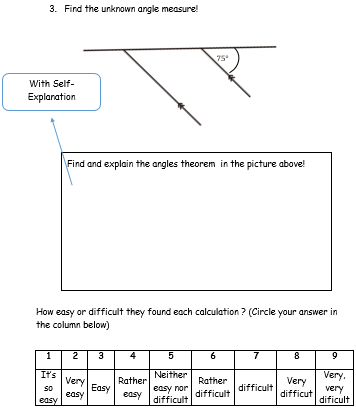 3. Find the unknown angle measure!
75°
With Self-
Explanation
Find and explain the angles theorem in the picture above!
How easy or difficult they found each calculation ? (Circle your answer in
the column below)
1 2 3 4 5 6 7 8 9
It's so easy Very easy Easy Rather easy Neither easy nor difficult Rather difficult difficult Very difficut Very, very dificult